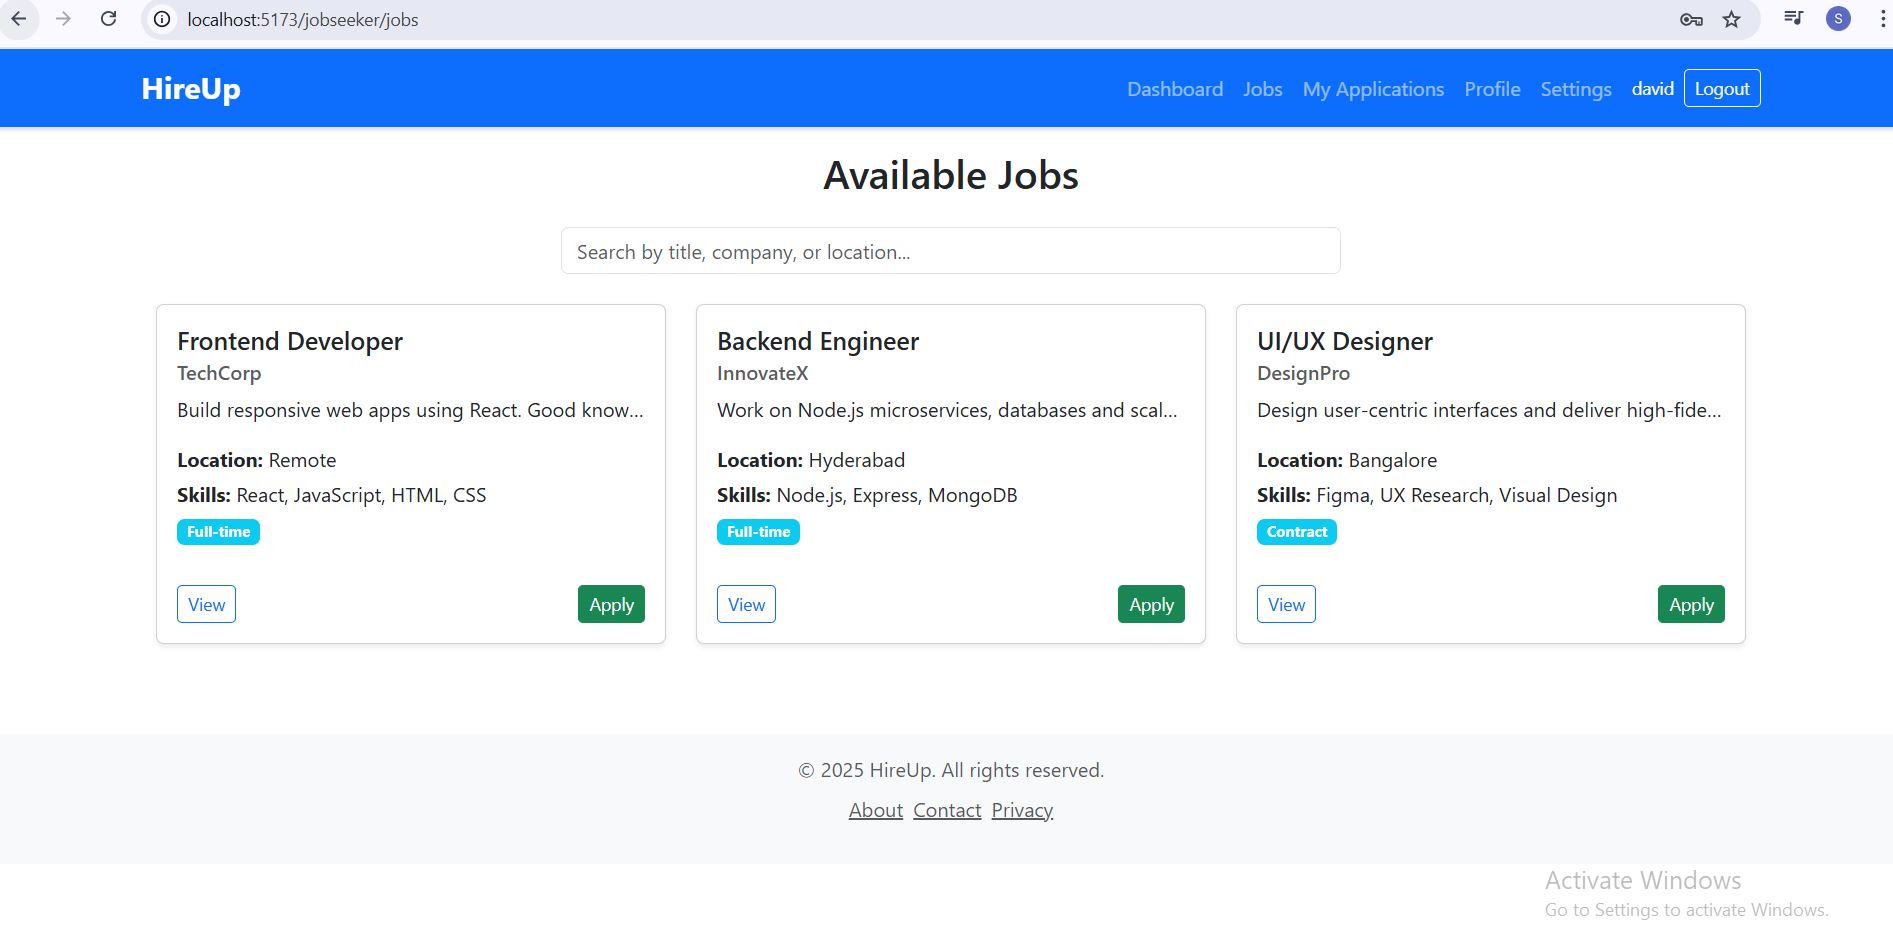 localhost:5173/jobseeker/jobs
S
HireUp
Dashboard Jobs My Applications Profile Settings david Logout
Available Jobs
Search by title, company, or location...
Frontend Developer
TechCorp
Build responsive web apps using React. Good know...
Location: Remote
Skills: React, JavaScript, HTML, CSS
Full-time
View Apply
Backend Engineer
InnovateX
Work on Node.js microservices, databases and scal...
Location: Hyderabad
Skills: Node.js, Express, MongoDB
Full-time
View Apply
UI/UX Designer
DesignPro
Design user-centric interfaces and deliver high-fide...
Location: Bangalore
Skills: Figma, UX Research, Visual Design
Contract
View Apply
© 2025 HireUp. All rights reserved.
About Contact Privacy
Activate Windows
Go to Settings to activate Windows.